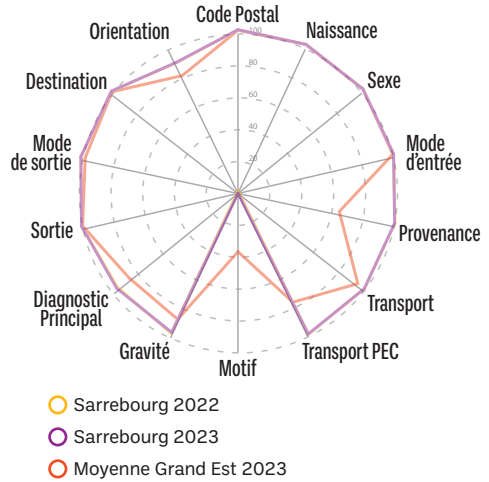 Code Postal
Orientation
Naissance
100
Destination
80
Sexe
60
Mode
de sortie
40
Mode
d'entrée
20
Sortie
Provenance
Diagnostic
Principal
Transport
Gravité
Motif
Transport PEC
Sarrebourg 2022
Sarrebourg 2023
Moyenne Grand Est 2023